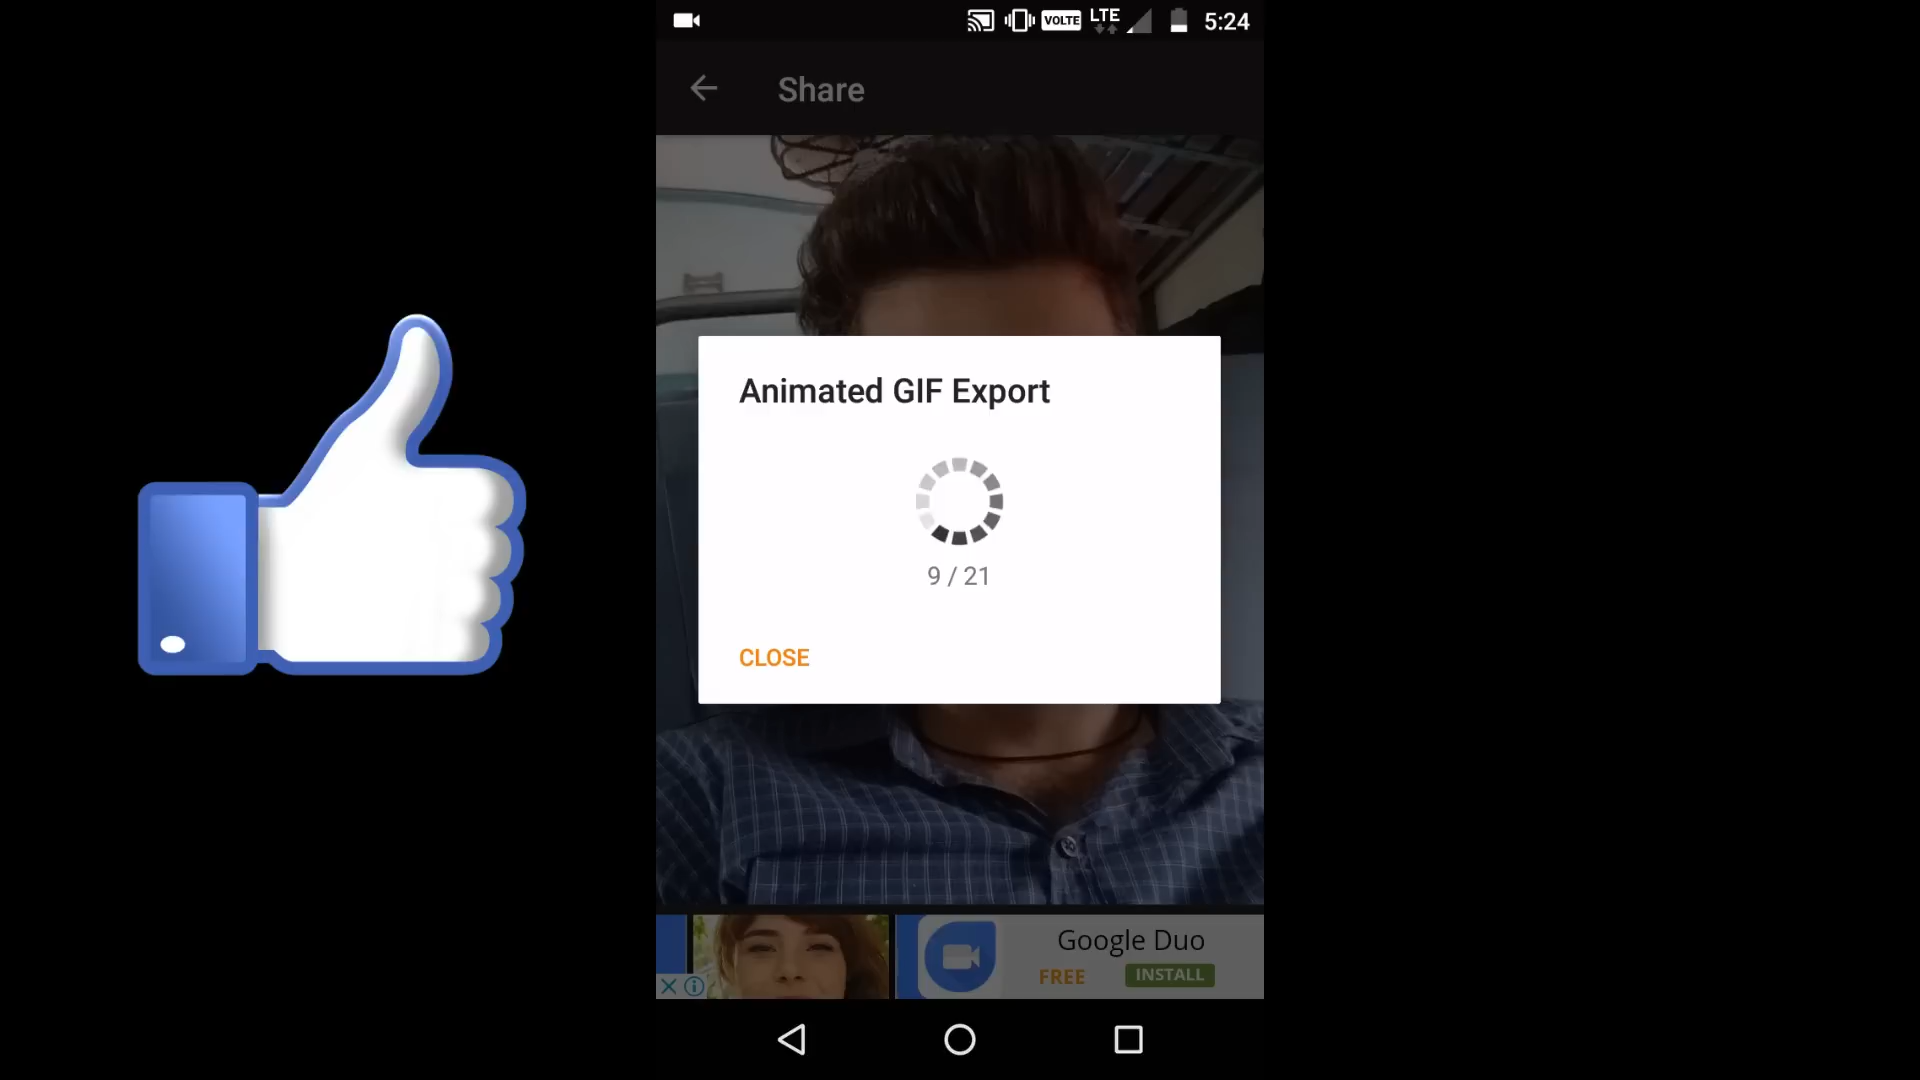 VOLTE LTE 5:24
Share
Animated GIF Export
9 / 21
CLOSE
Google Duo
FREE INSTALL